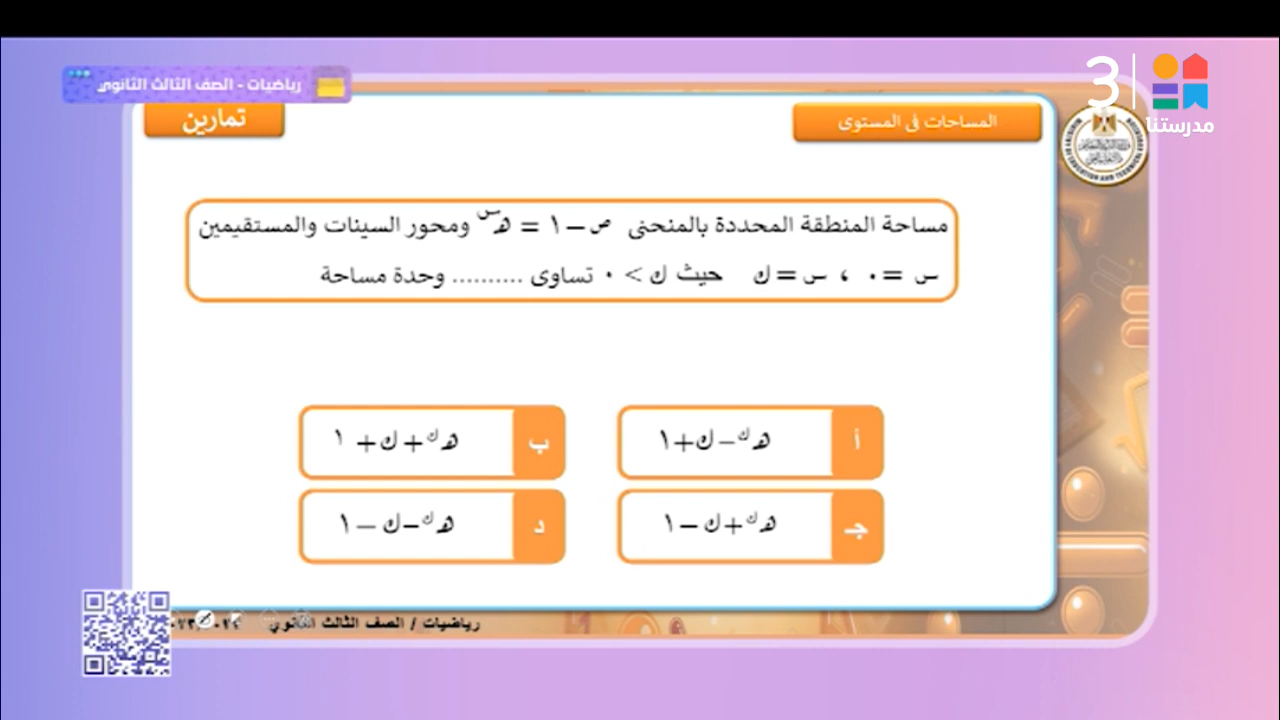 3
مدرستنا
رياضيات - الصف الثالث الثانوي
المساحات فى المستوى
تمارين
مساحة المنطقة المحددة بالمنحنى ص – ١ = هـ^س ومحور السينات والمستقيمين
س = ٠ ، س = ك حيث ك > ٠ تساوى .......... وحدة مساحة
أ هـ^ك – ك + ١
ب هـ^ك + ك + ١
جـ هـ^ك + ك – ١
د هـ^ك – ك – ١
رياضيات / الصف الثالث الثانوي